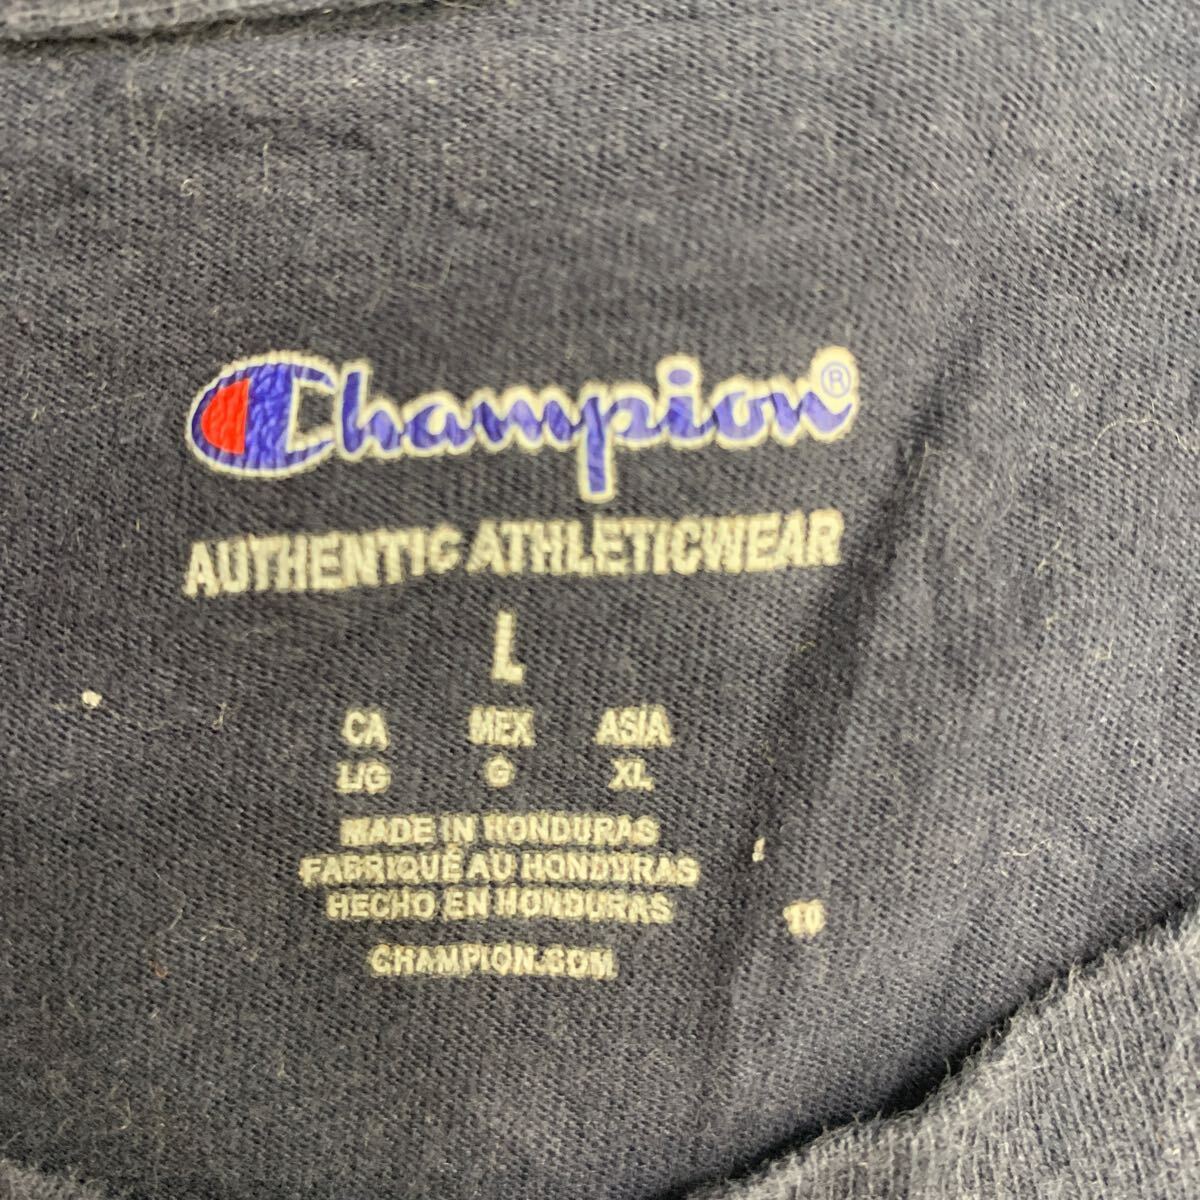 Champion®
AUTHENTIC ATHLETICWEAR
L
CA MEX ASIA
L/G G XL
MADE IN HONDURAS
FABRIQUÉ AU HONDURAS
HECHO EN HONDURAS
10
CHAMPION.COM